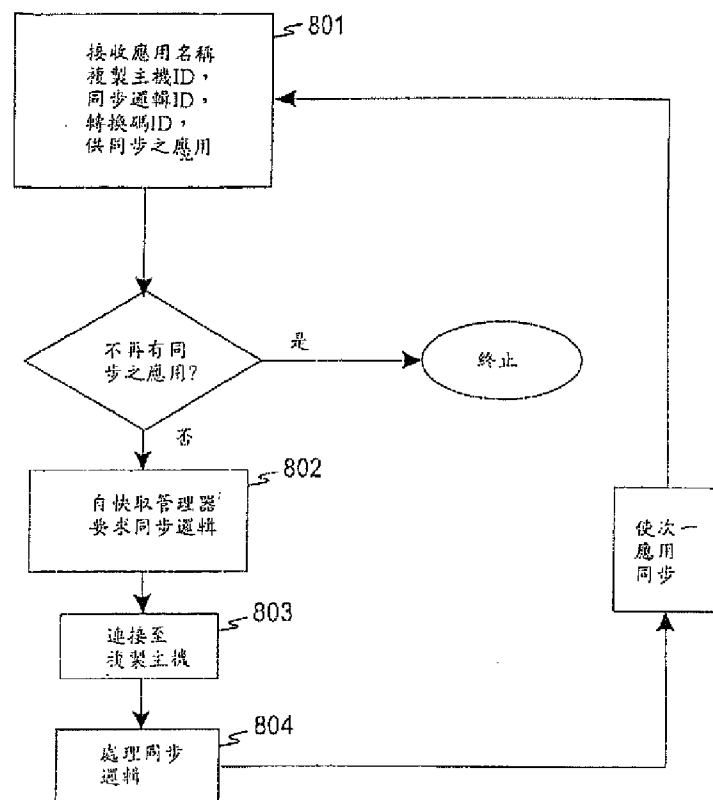 801
接收應用名稱
複製主機ID，
同步邏輯ID，
轉換碼ID，
供同步之應用
不再有同
步之應用?
是
終止
否
802
自快取管理器
要求同步邏輯
803
連接至
複製主機
804
處理同步
邏輯
使次一
應用
同步